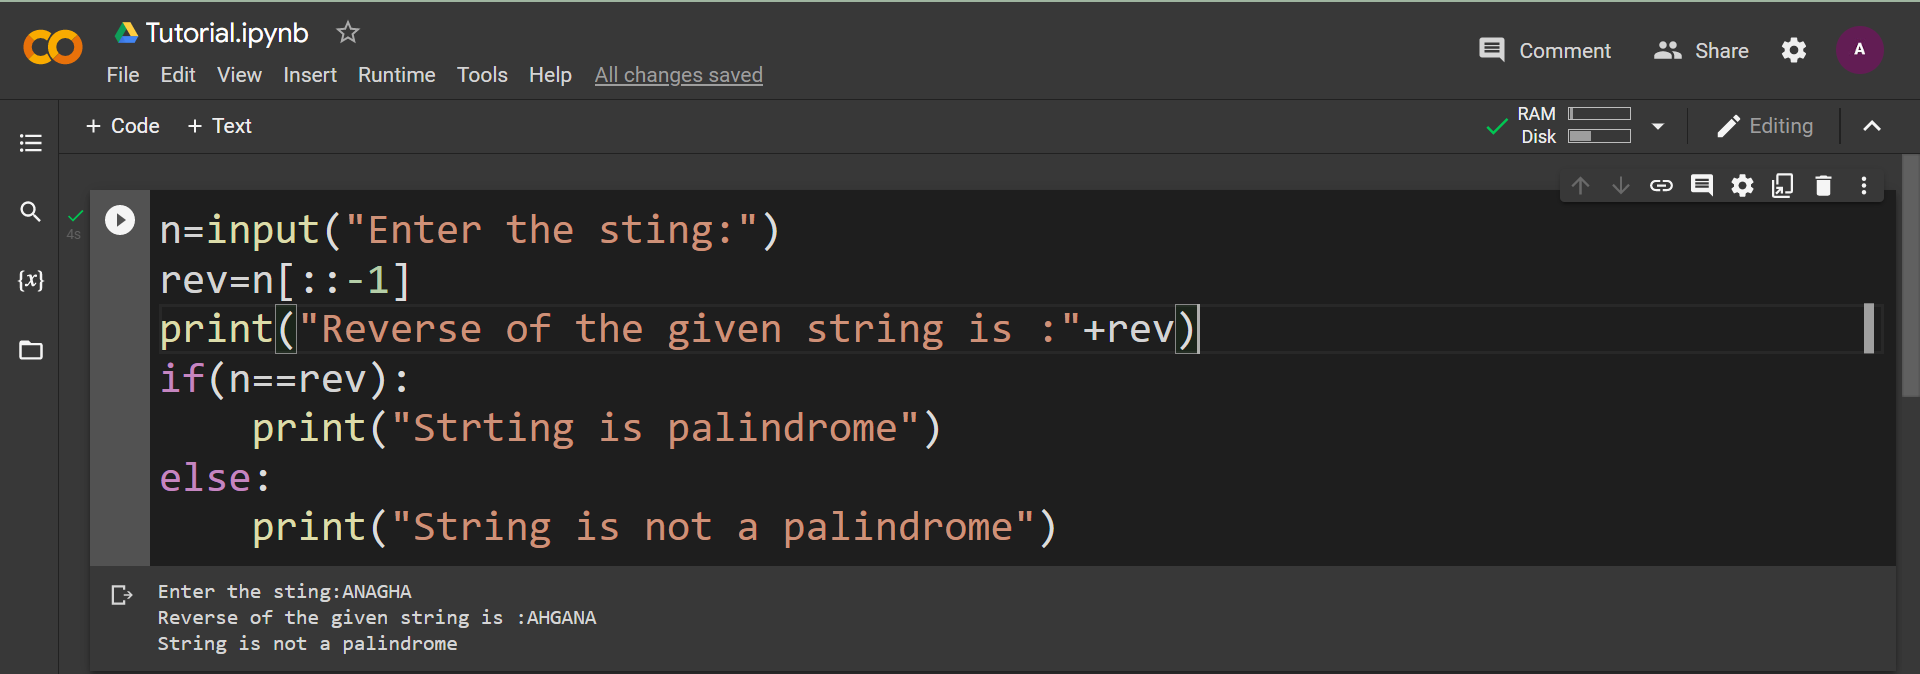 Tutorial.ipynb
File Edit View Insert Runtime Tools Help All changes saved
Comment Share A
+ Code + Text
RAM
Disk
Editing
{x}
4s
n=input("Enter the sting:")
rev=n[::-1]
print("Reverse of the given string is :"+rev)
if(n==rev):
    print("Strting is palindrome")
else:
    print("String is not a palindrome")
Enter the sting:ANAGHA
Reverse of the given string is :AHGANA
String is not a palindrome